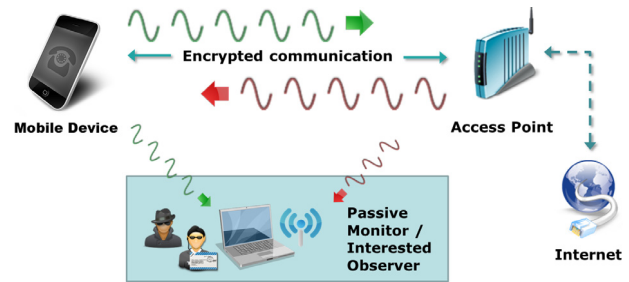 Encrypted communication
Mobile Device
Access Point
Passive
Monitor /
Interested
Observer
Internet